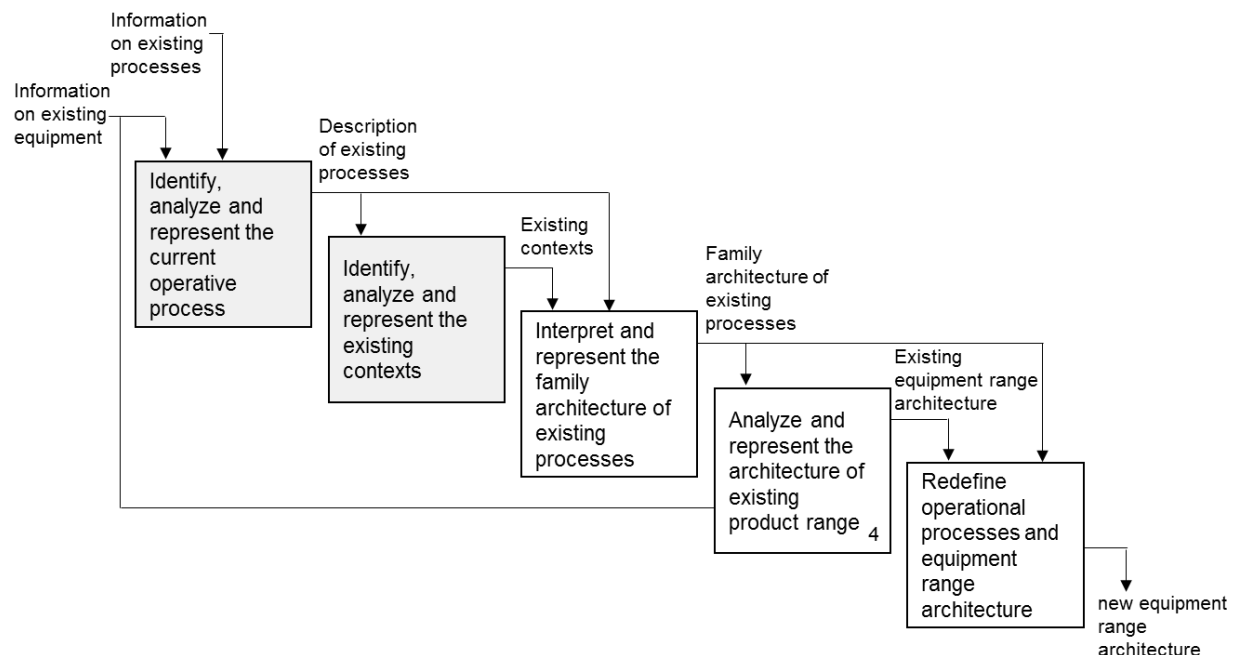 Information
on existing
processes
Information
on existing
equipment
Description
of existing
processes
Identify,
analyze and
represent the
current
operative
process
Existing
contexts
Identify,
analyze and
represent the
existing
contexts
Family
architecture of
existing
processes
Interpret and
represent the
family
architecture of
existing
processes
Existing
equipment range
architecture
Analyze and
represent the
architecture of
existing
product range 4
Redefine
operational
processes and
equipment
range
architecture
new equipment
range
architecture